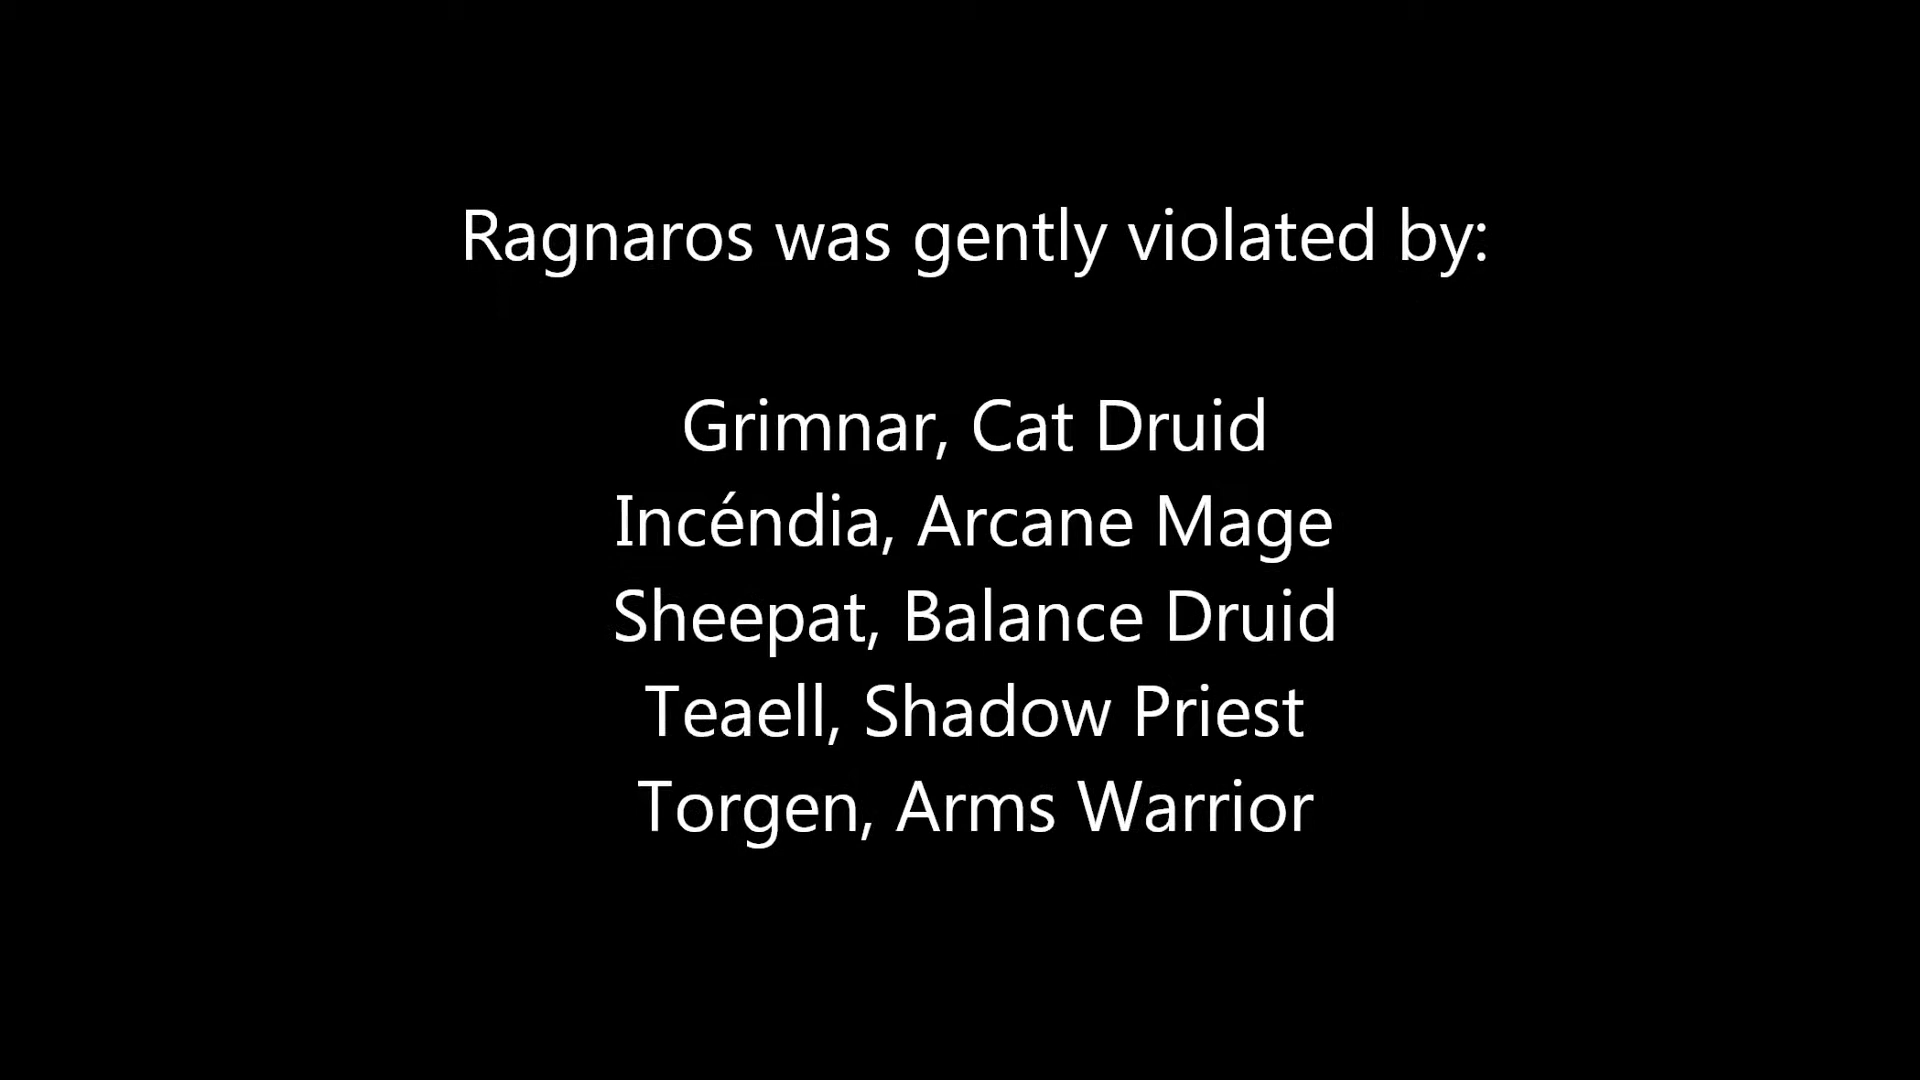 Ragnaros was gently violated by:
Grimnar, Cat Druid
Incéndia, Arcane Mage
Sheepat, Balance Druid
Teaell, Shadow Priest
Torgen, Arms Warrior